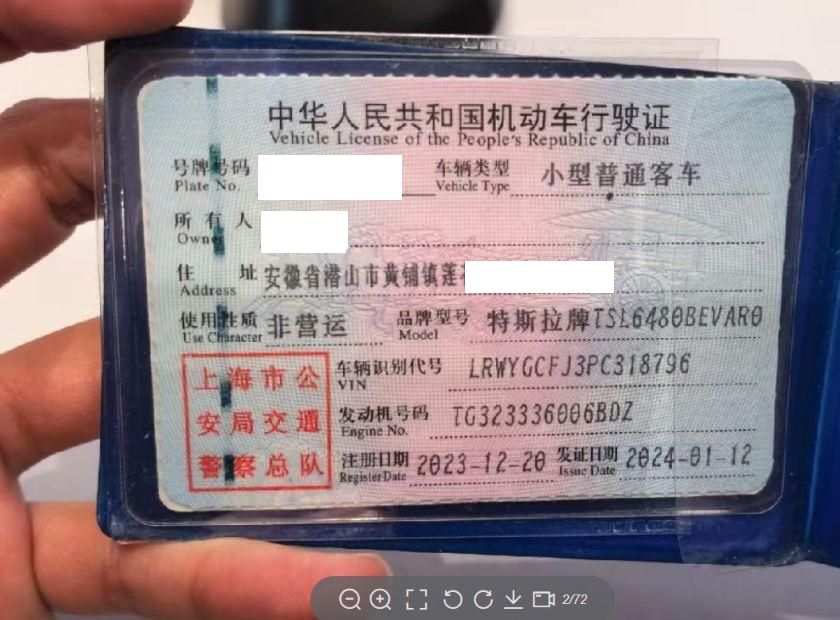 中华人民共和国机动车行驶证
Vehicle License of the People's Republic of China
号牌号码 车辆类型 小型普通客车
Plate No. Vehicle Type
所有人
Owner
住址 安徽省潜山市黄铺镇莲
Address
使用性质 非营运 品牌型号 特斯拉牌TSL6480BEVAR0
Use Character Model
上海市公
安局交通
警察总队
车辆识别代号 LRWYGCFJ3PC318796
VIN
发动机号码 TG323336006BDZ
Engine No.
注册日期 2023-12-20 发证日期 2024-01-12
Register Date Issue Date
2/72